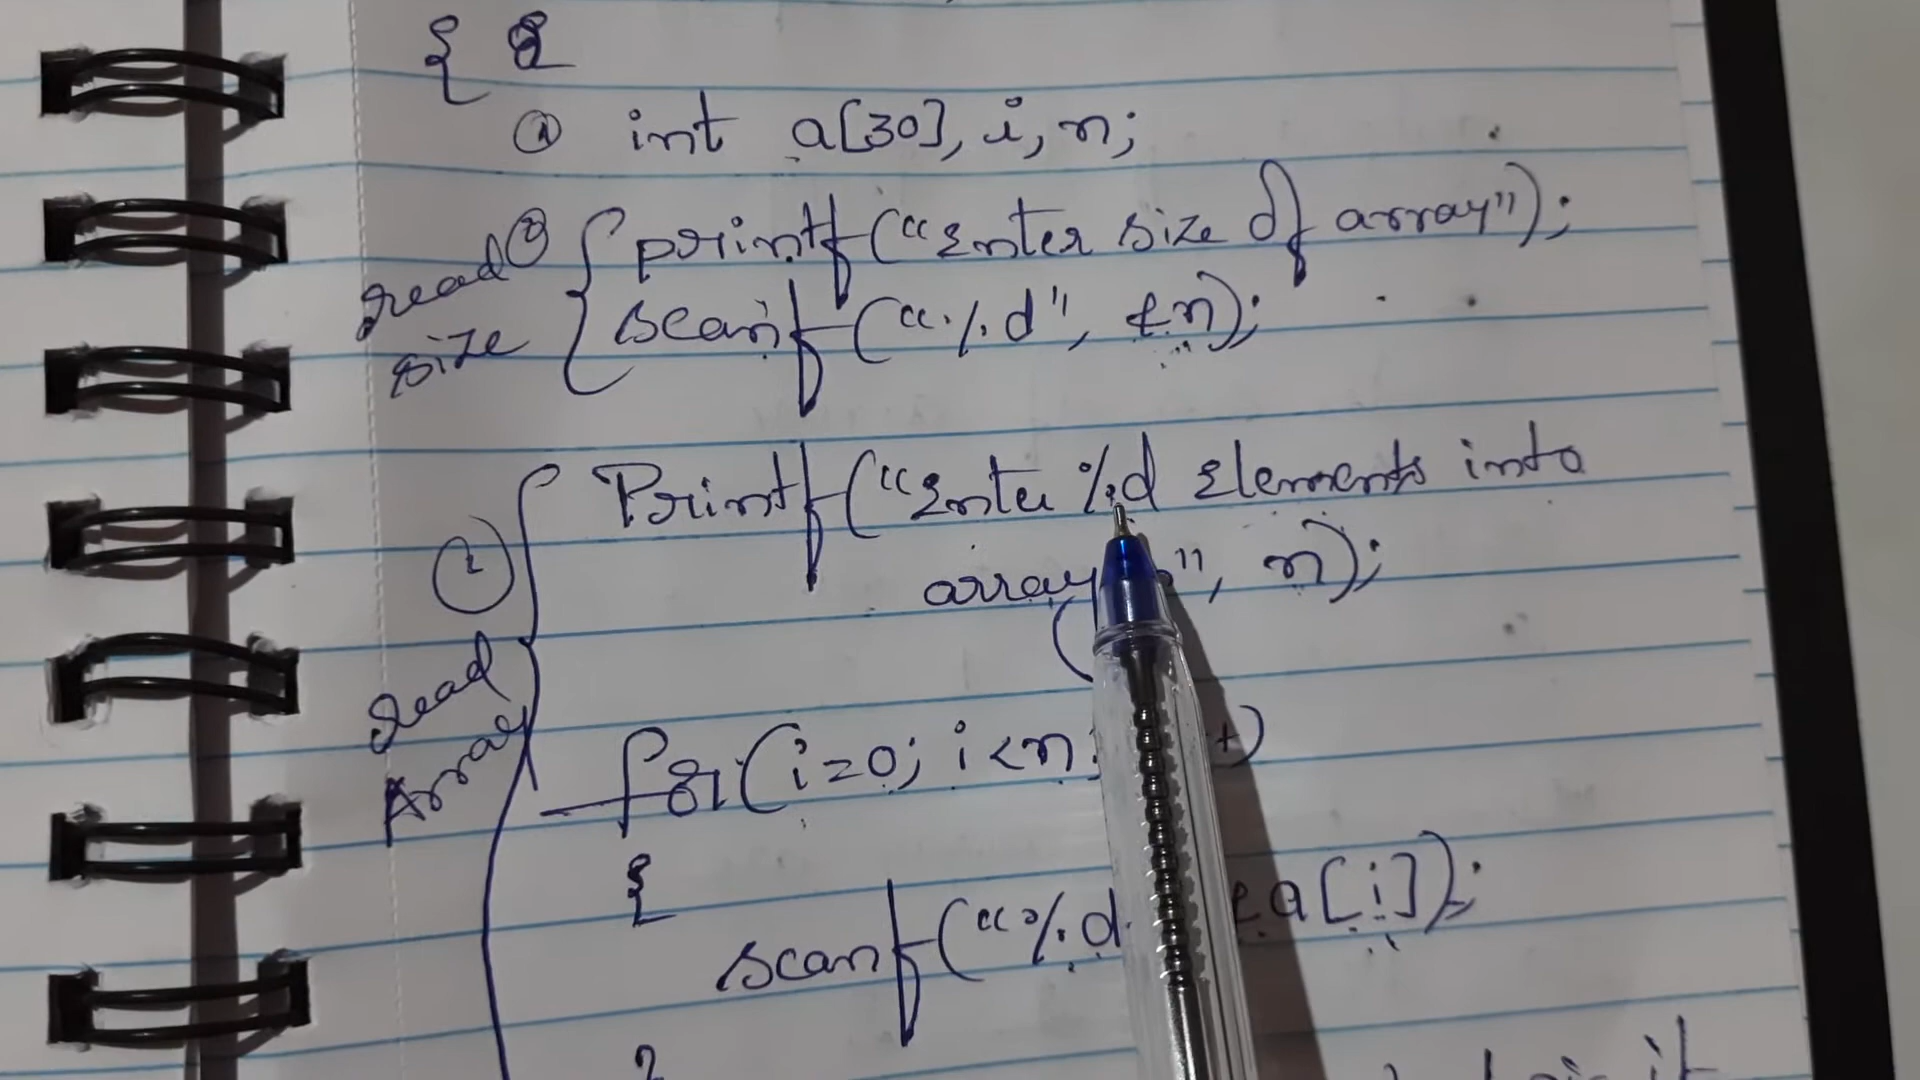 {
① int a[30], i, n;
read ② { printf("Enter size of array");
size scanf("%d", &n);
Printf("Enter %d Elements into
array ", n);
Read
Array
for(i=0; i<n; +)
{
scanf("%d &a[i]);
it